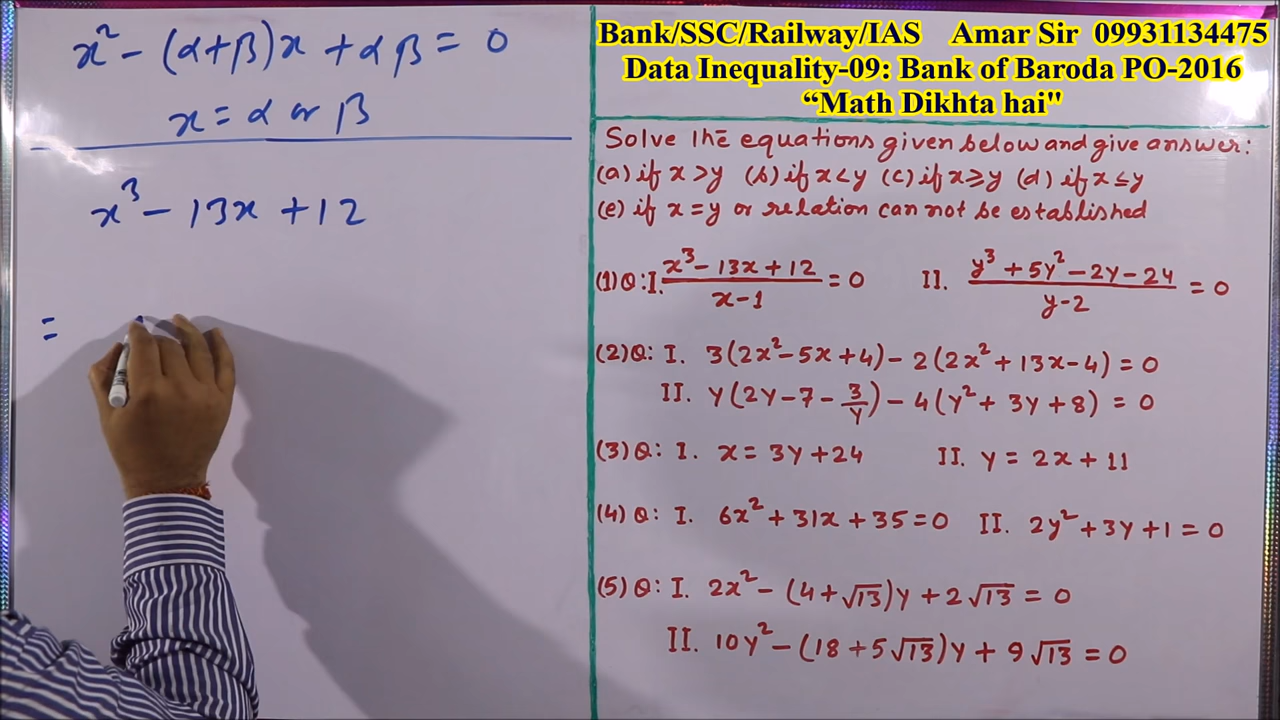 x² - (α+β)x + αβ = 0
x = α or β
x³ - 13x + 12
=
Bank/SSC/Railway/IAS Amar Sir 09931134475
Data Inequality-09: Bank of Baroda PO-2016
“Math Dikhta hai"
Solve the equations given below and give answer:
(a) if x >y (b) if x < y (c) if x ≥ y (d) if x ≤ y
(e) if x = y or relation can not be established
(1) Q: I. (x³ - 13x + 12)/(x - 1) = 0 II. (y³ + 5y² - 2y - 24)/(y - 2) = 0
(2) Q: I. 3(2x² - 5x + 4) - 2(2x² + 13x - 4) = 0
II. y(2y - 7 - 3/y) - 4(y² + 3y + 8) = 0
(3) Q: I. x = 3y + 24 II. y = 2x + 11
(4) Q: I. 6x² + 31x + 35 = 0 II. 2y² + 3y + 1 = 0
(5) Q: I. 2x² - (4 + √13)y + 2√13 = 0
II. 10y² - (18 + 5√13)y + 9√13 = 0